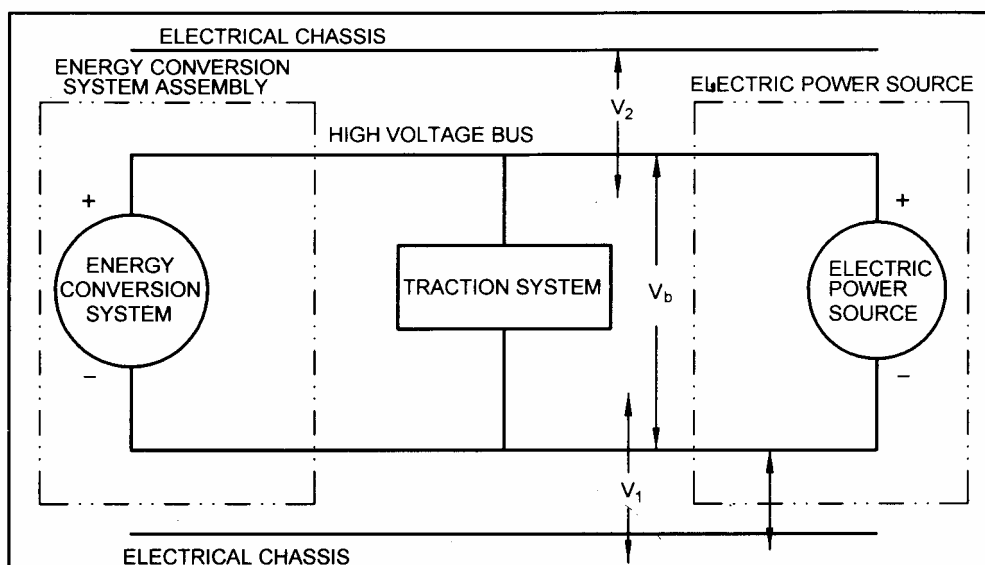 ELECTRICAL CHASSIS
ENERGY CONVERSION
SYSTEM ASSEMBLY
ELECTRIC POWER SOURCE
V2
HIGH VOLTAGE BUS
+
+
ENERGY
CONVERSION
SYSTEM
TRACTION SYSTEM
Vb
ELECTRIC
POWER
SOURCE
−
−
V1
ELECTRICAL CHASSIS